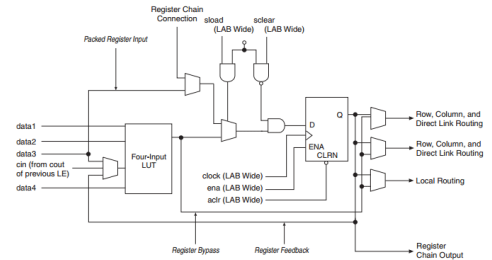 Register Chain
Connection
sload
(LAB Wide)
sclear
(LAB Wide)
Packed Register Input
data1
data2
data3
cin (from cout
of previous LE)
data4
Four-Input
LUT
D
Q
ENA
CLRN
clock (LAB Wide)
ena (LAB Wide)
aclr (LAB Wide)
Row, Column, and
Direct Link Routing
Row, Column, and
Direct Link Routing
Local Routing
Register Bypass
Register Feedback
Register
Chain Output